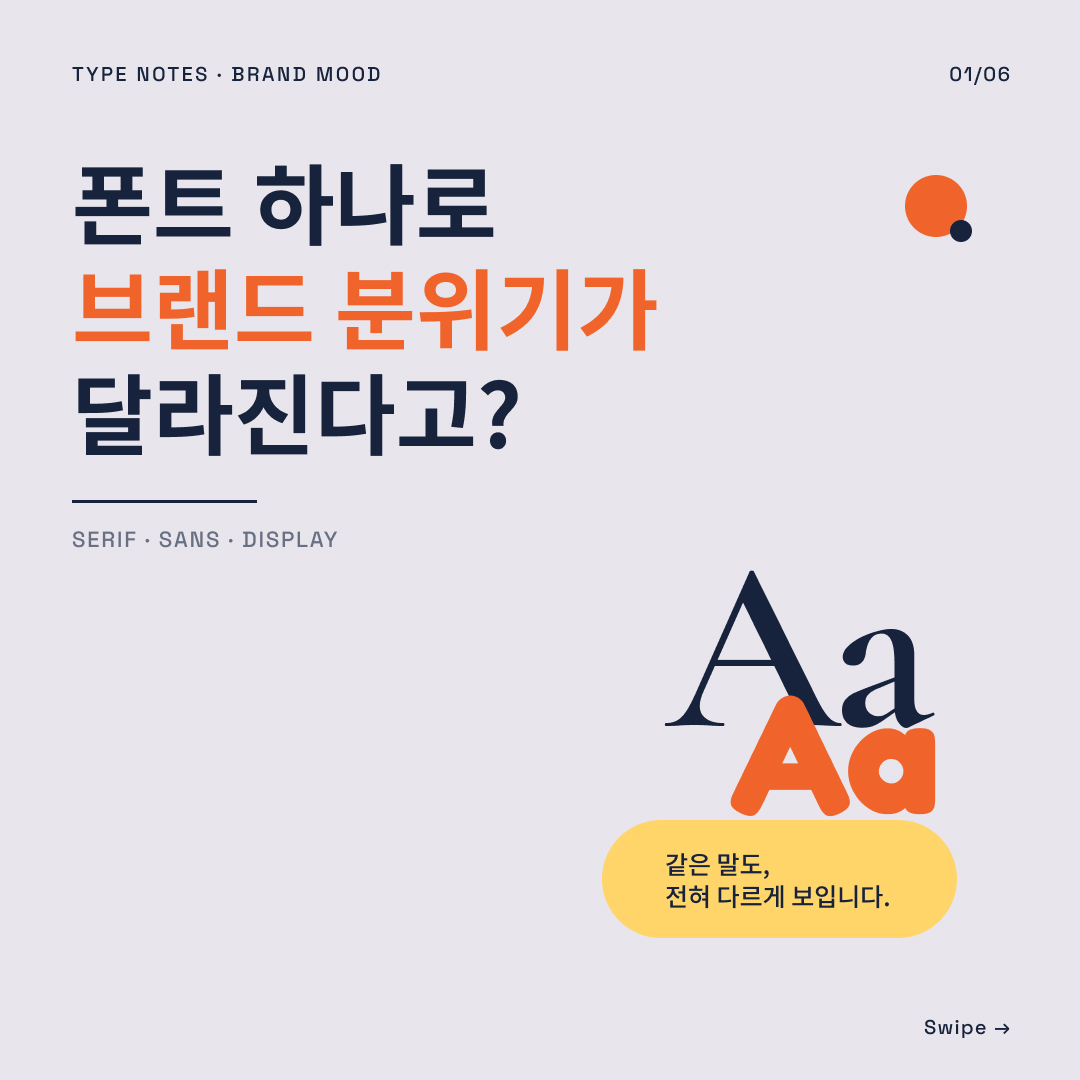 TYPE NOTES · BRAND MOOD
01/06
폰트 하나로
브랜드 분위기가
달라진다고?
SERIF · SANS · DISPLAY
Aa
Aa
같은 말도,
전혀 다르게 보입니다.
Swipe →